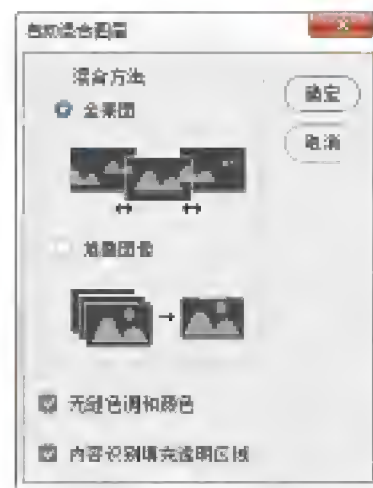 自动混合图层
混合方法
确定
全景图
取消
堆叠图像
无缝色调和颜色
内容识别填充透明区域